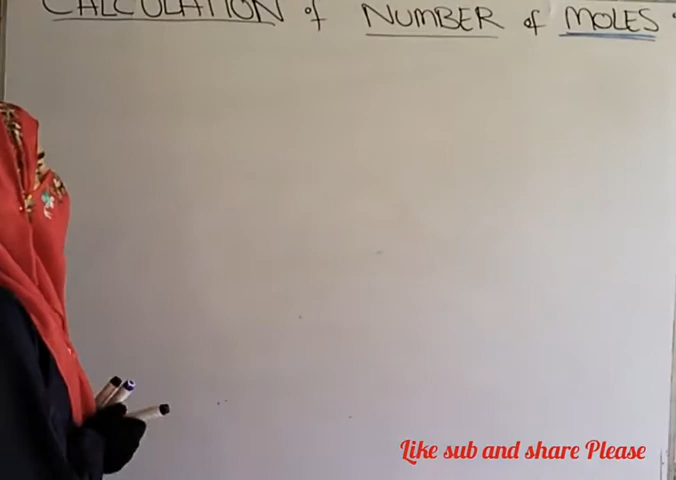 CALCULATION of NUMBER of MOLES
Like sub and share Please